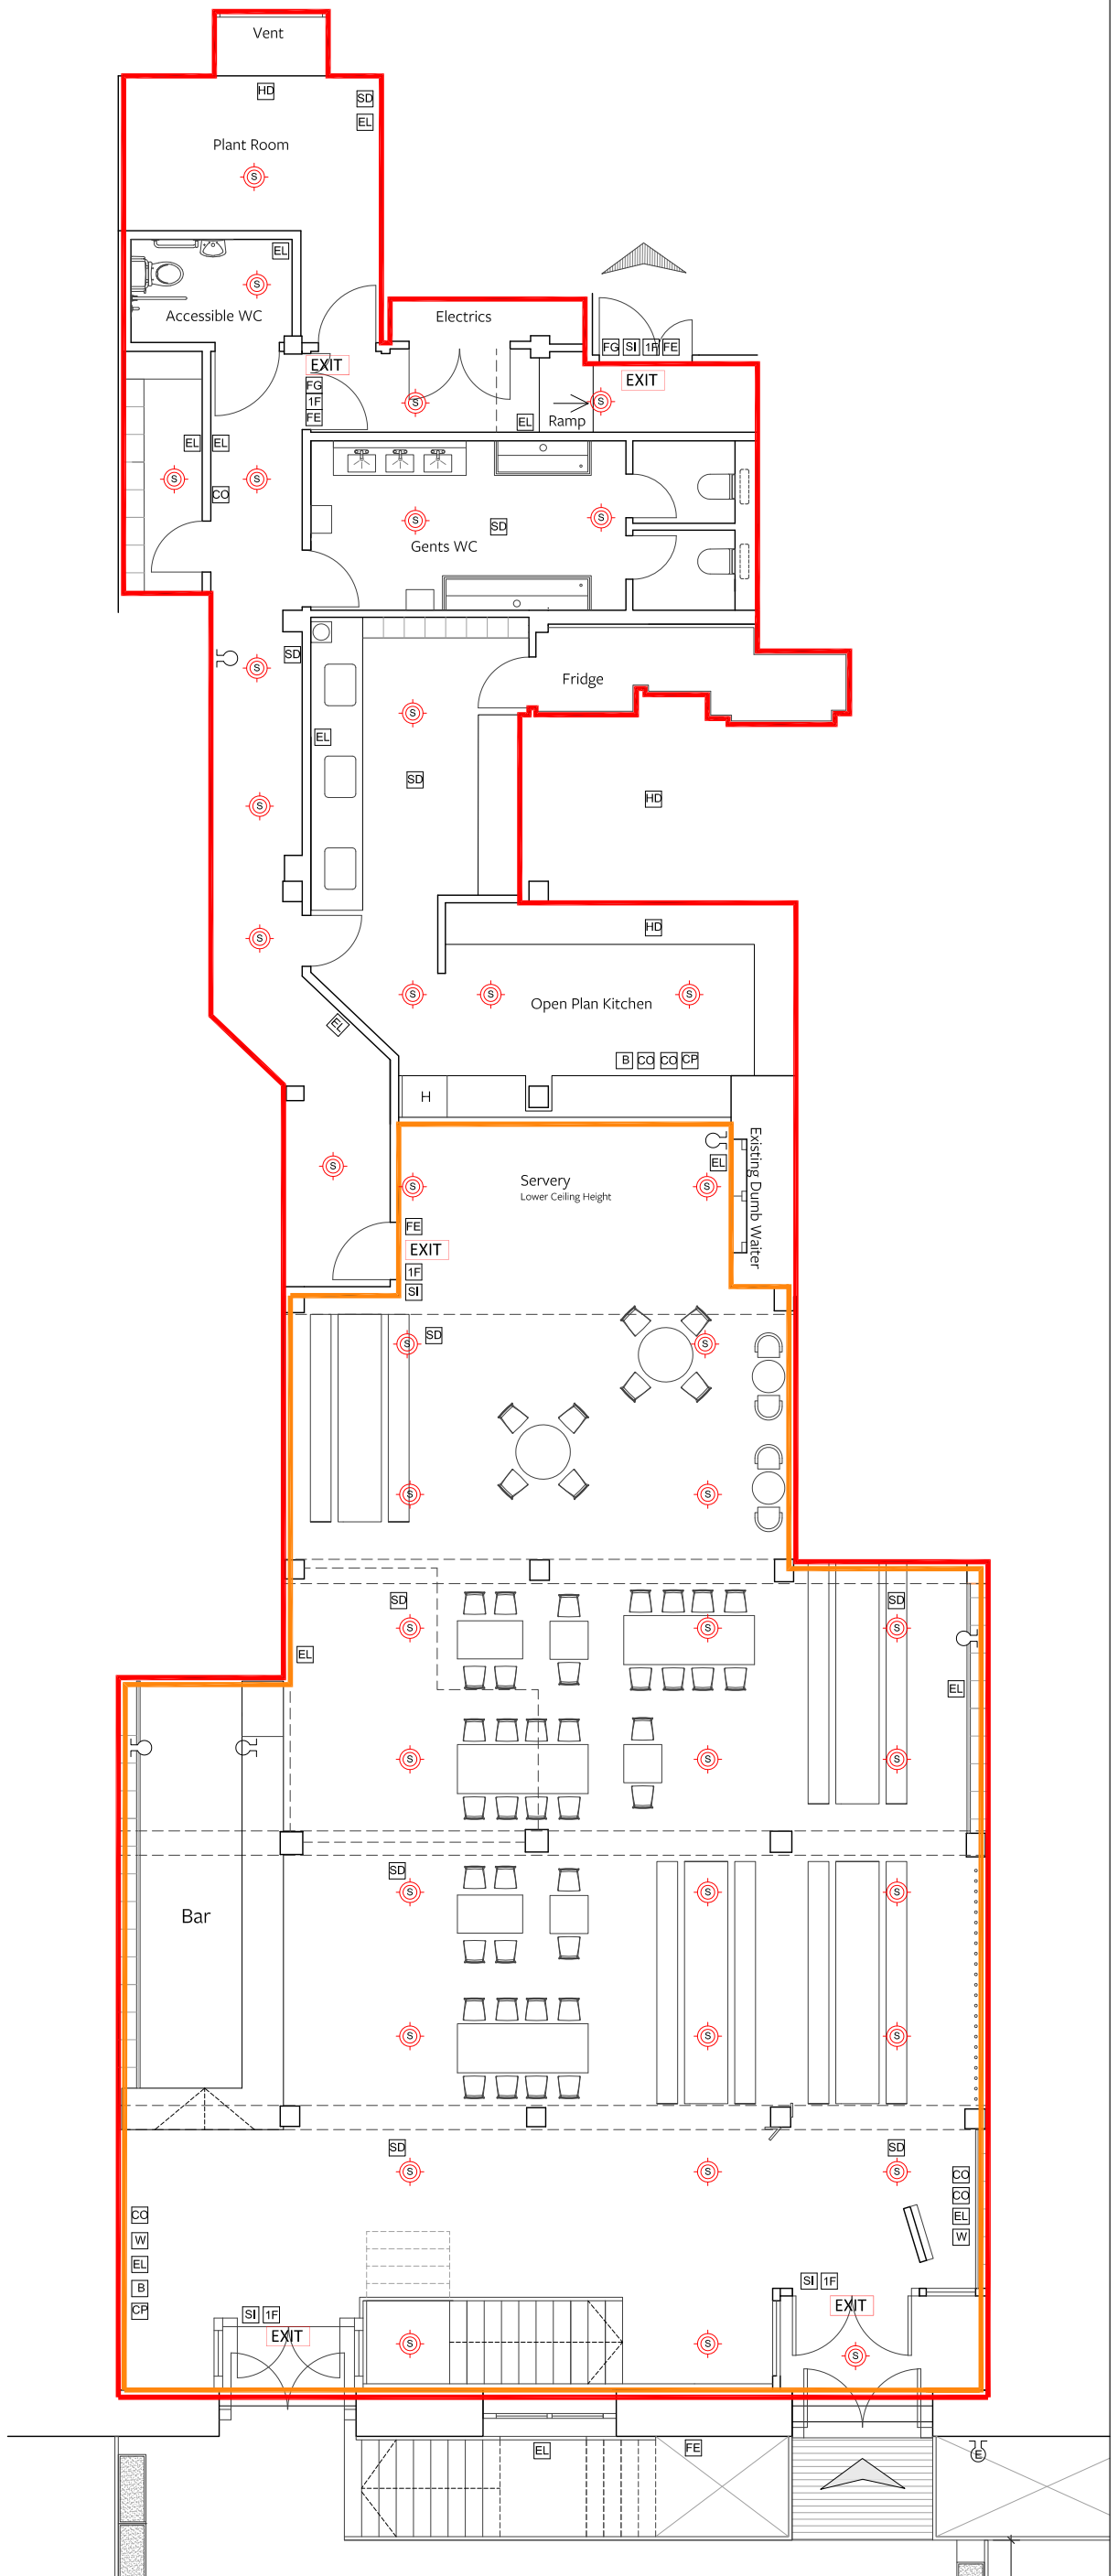 Vent
HD
SD
EL
Plant Room
S
EL
S
Accessible WC
Electrics
FG SI 1F FE
EXIT
EXIT
FG
1F
FE
S
S
EL
Ramp
EL
EL
S
S
CO
S
SD
S
Gents WC
SD
S
Fridge
S
EL
SD
HD
S
S
HD
S
S
S
Open Plan Kitchen
EL
B CO CO CP
H
Existing Dumb Waiter
EL
S
Servery
Lower Ceiling Height
S
S
FE
EXIT
1F
SI
SD
S
S
S
S
SD
SD
S
S
S
EL
EL
S
S
S
SD
S
S
S
Bar
S
S
S
SD
SD
S
S
S
CO
CO
EL
W
CO
W
EL
B
CP
SI 1F
EXIT
SI 1F
EXIT
S
S
S
EL
FE
E